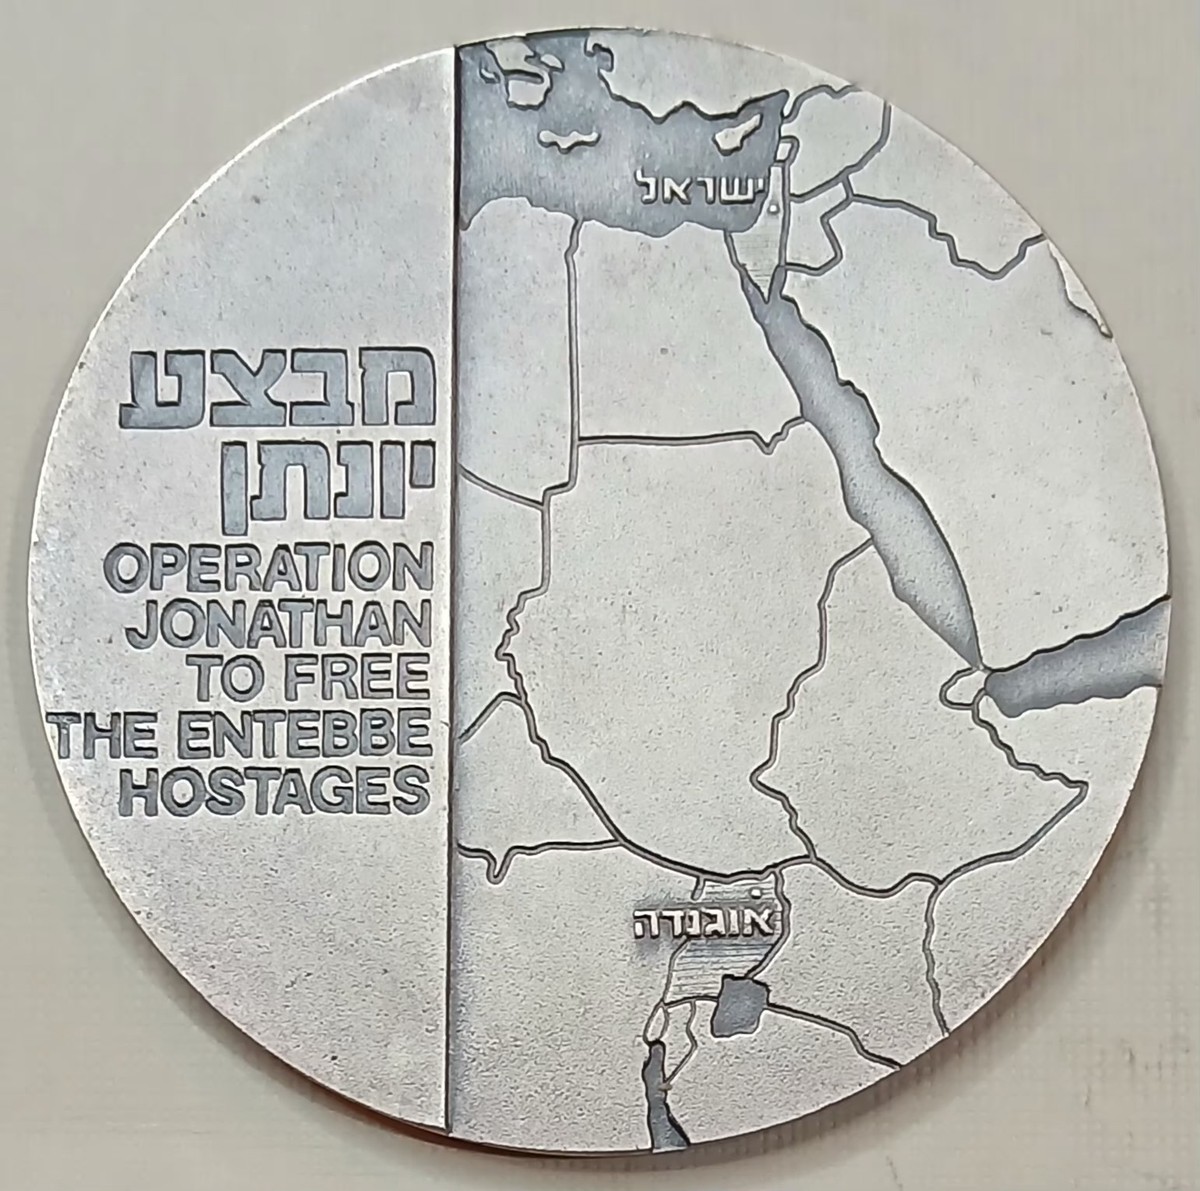 מבצע
יונתן
OPERATION
JONATHAN
TO FREE
THE ENTEBBE
HOSTAGES
ישראל
אוגנדה